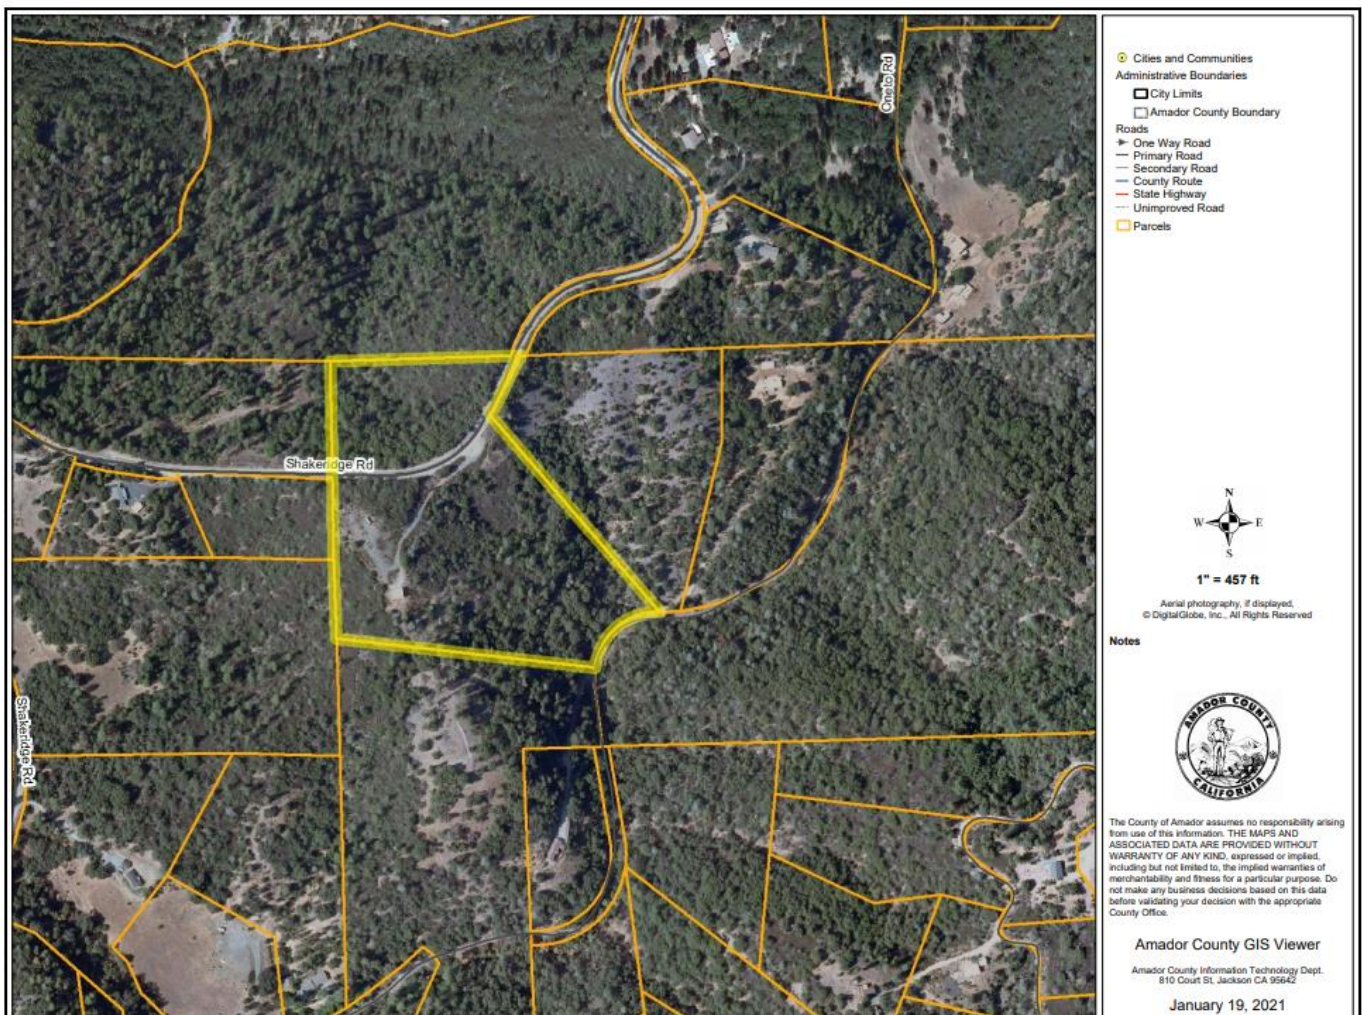 Oneto Rd
Shakeridge Rd
Shakeridge Rd
Cities and Communities
Administrative Boundaries
City Limits
Amador County Boundary
Roads
One Way Road
Primary Road
Secondary Road
County Route
State Highway
Unimproved Road
Parcels
N
W E
S
1" = 457 ft
Aerial photography, if displayed,
© DigitalGlobe, Inc., All Rights Reserved
Notes
AMADOR COUNTY
CALIFORNIA
The County of Amador assumes no responsibility arising
from use of this information. THE MAPS AND
ASSOCIATED DATA ARE PROVIDED WITHOUT
WARRANTY OF ANY KIND, expressed or implied,
including but not limited to, the implied warranties of
merchantability and fitness for a particular purpose. Do
not make any business decisions based on this data
before validating your decision with the appropriate
County Office.
Amador County GIS Viewer
Amador County Information Technology Dept.
810 Court St, Jackson CA 95642
January 19, 2021